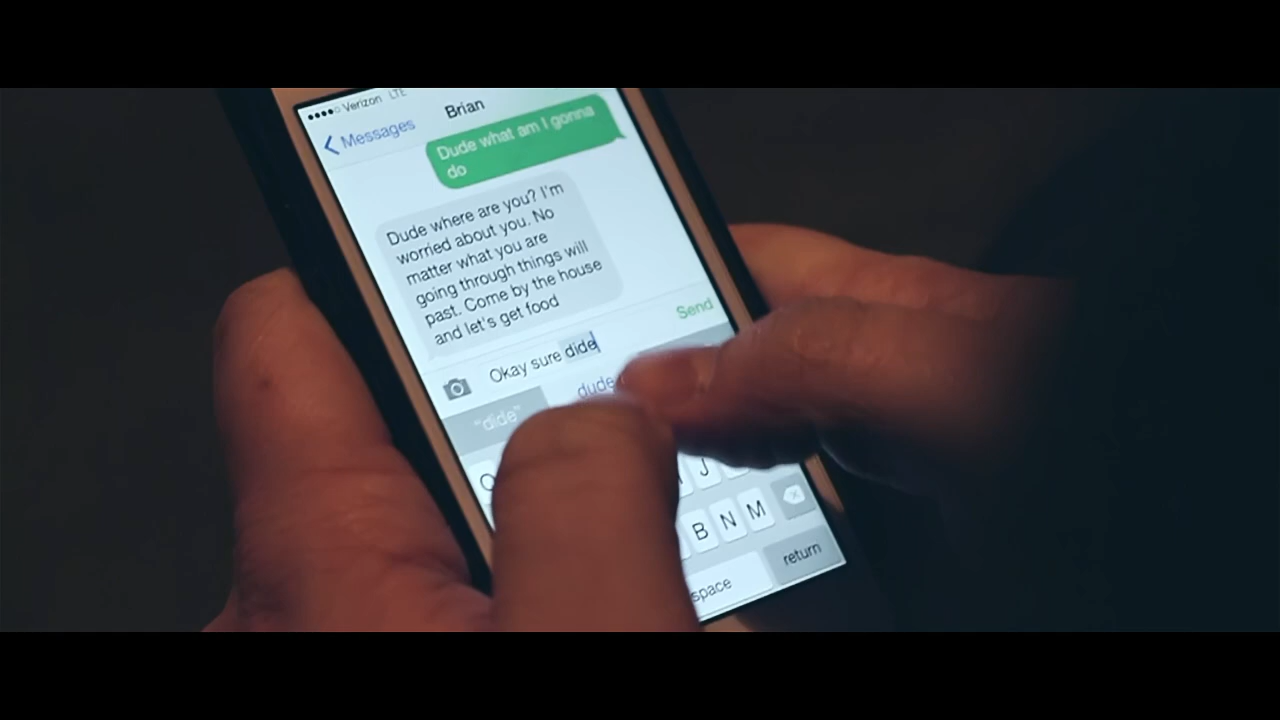 Verizon LTE
Messages
Brian
Dude what am I gonna
do
Dude where are you? I'm
worried about you. No
matter what you are
going through things will
past. Come by the house
and let's get food
Okay sure dide
Send
"dide"
dude
J
B N M
space
return